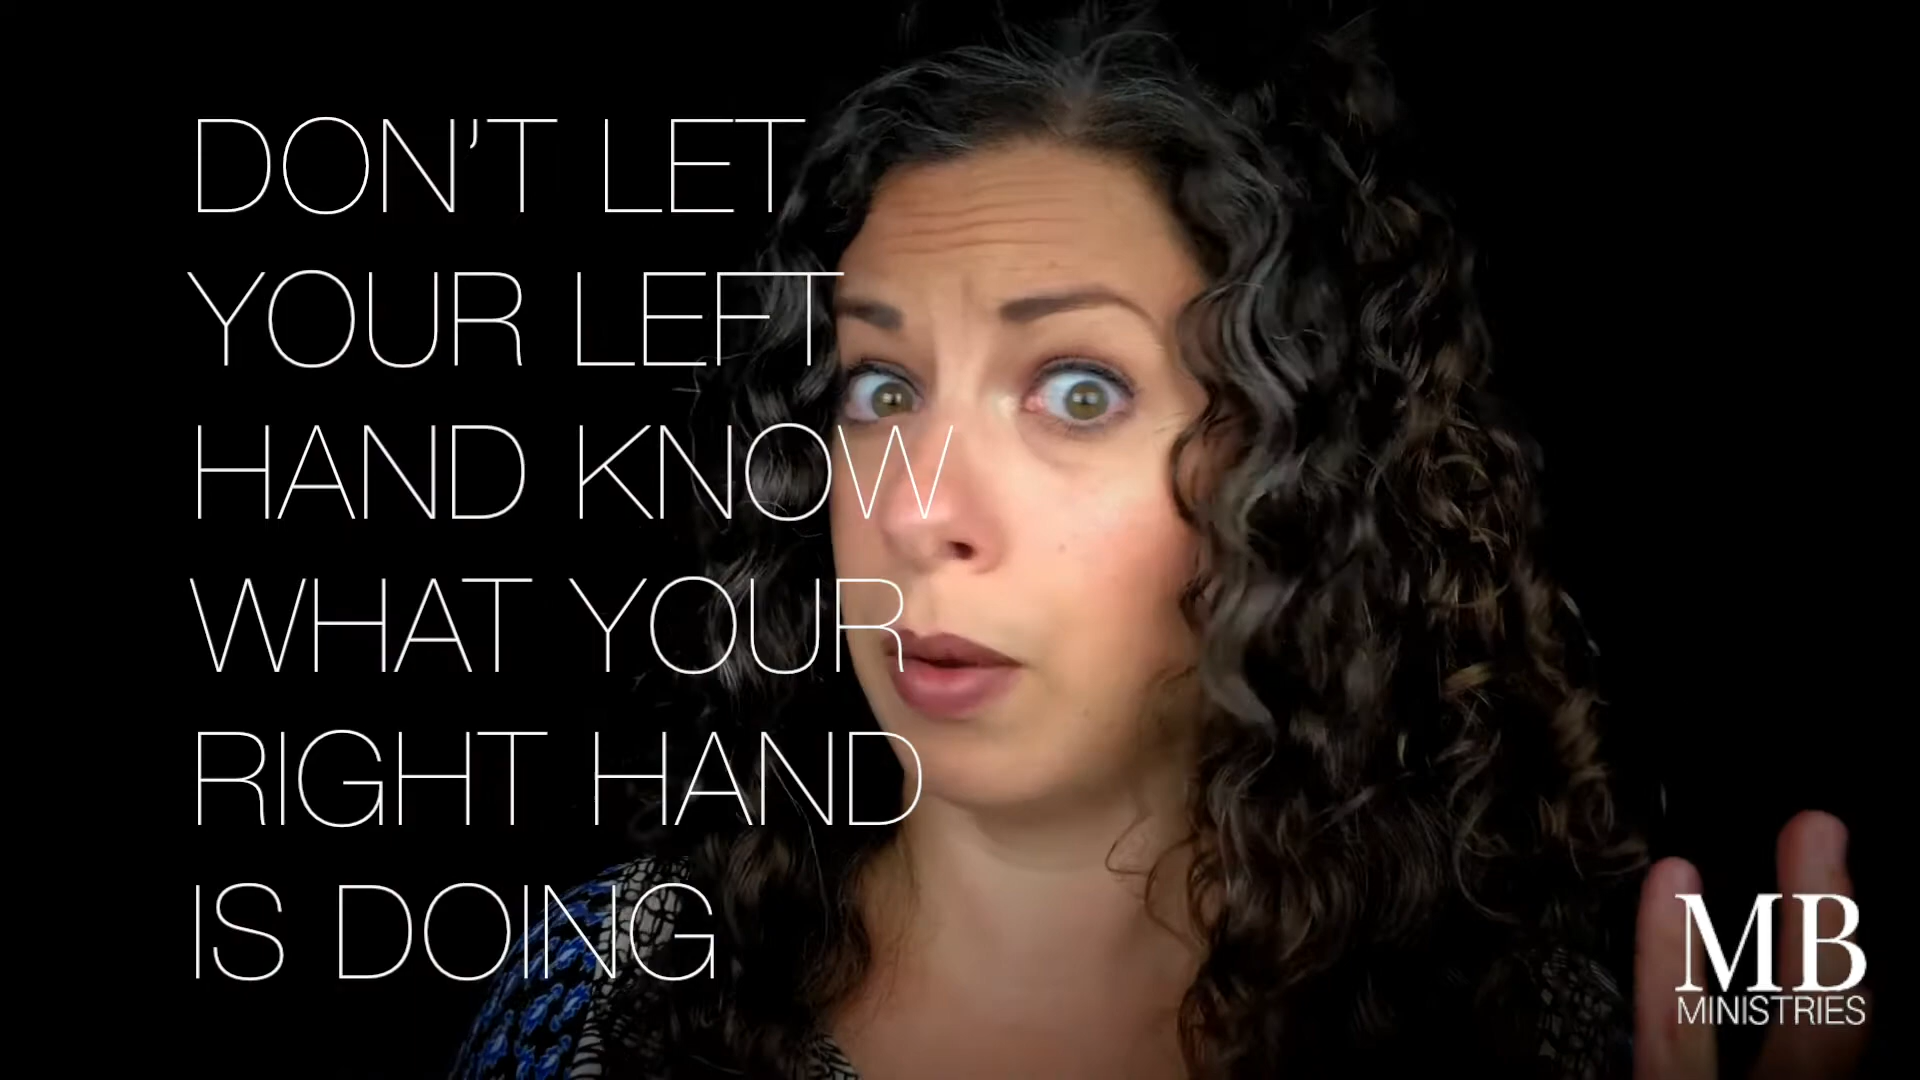 DON'T LET
YOUR LEFT
HAND KNOW
WHAT YOUR
RIGHT HAND
IS DOING
MB
MINISTRIES